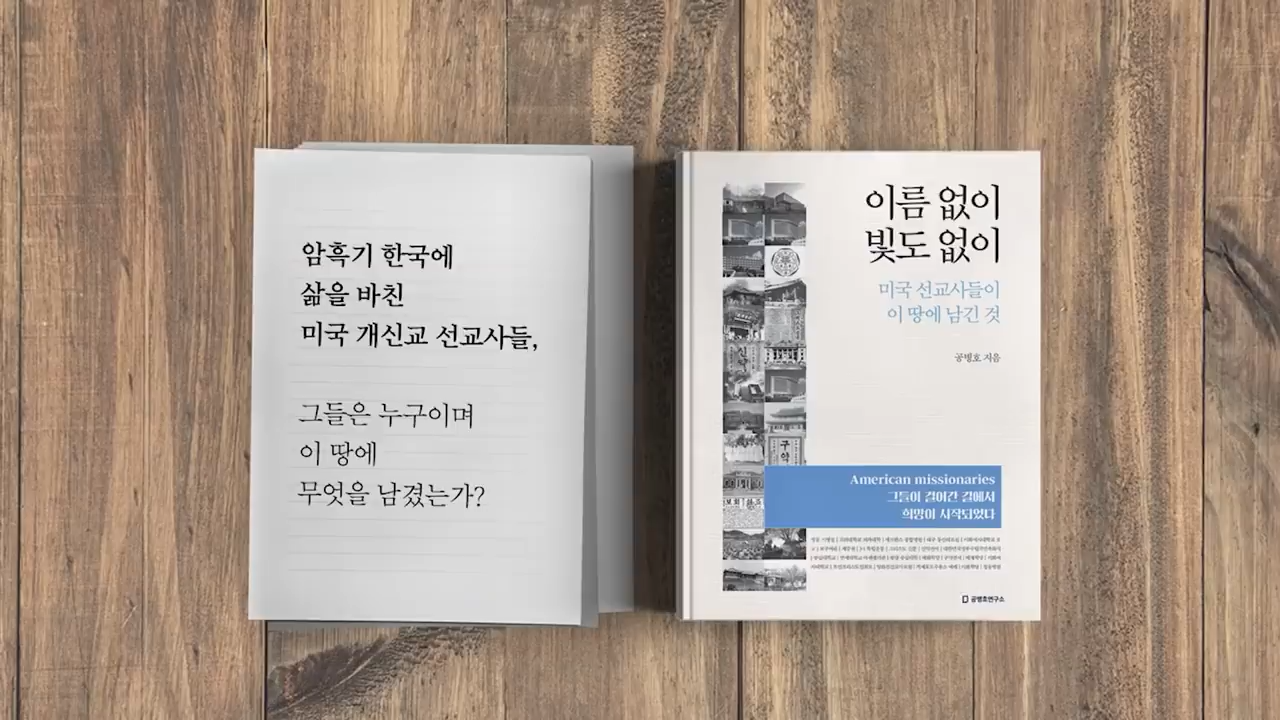 암흑기 한국에
삶을 바친
미국 개신교 선교사들,
그들은 누구이며
이 땅에
무엇을 남겼는가?
이름 없이
빛도 없이
미국 선교사들이
이 땅에 남긴 것
공병호 지음
구약
American missionaries
그들이 걸어간 길에서
희망이 시작되었다
공병호연구소